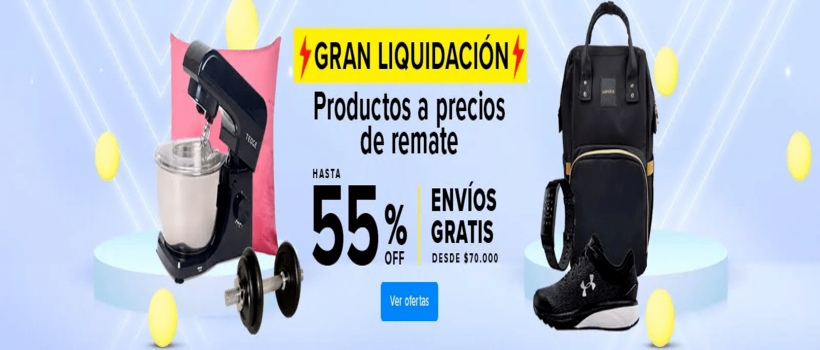 GRAN LIQUIDACIÓN
Productos a precios
de remate
HASTA
55%
OFF
ENVÍOS
GRATIS
DESDE $70.000
Ver ofertas